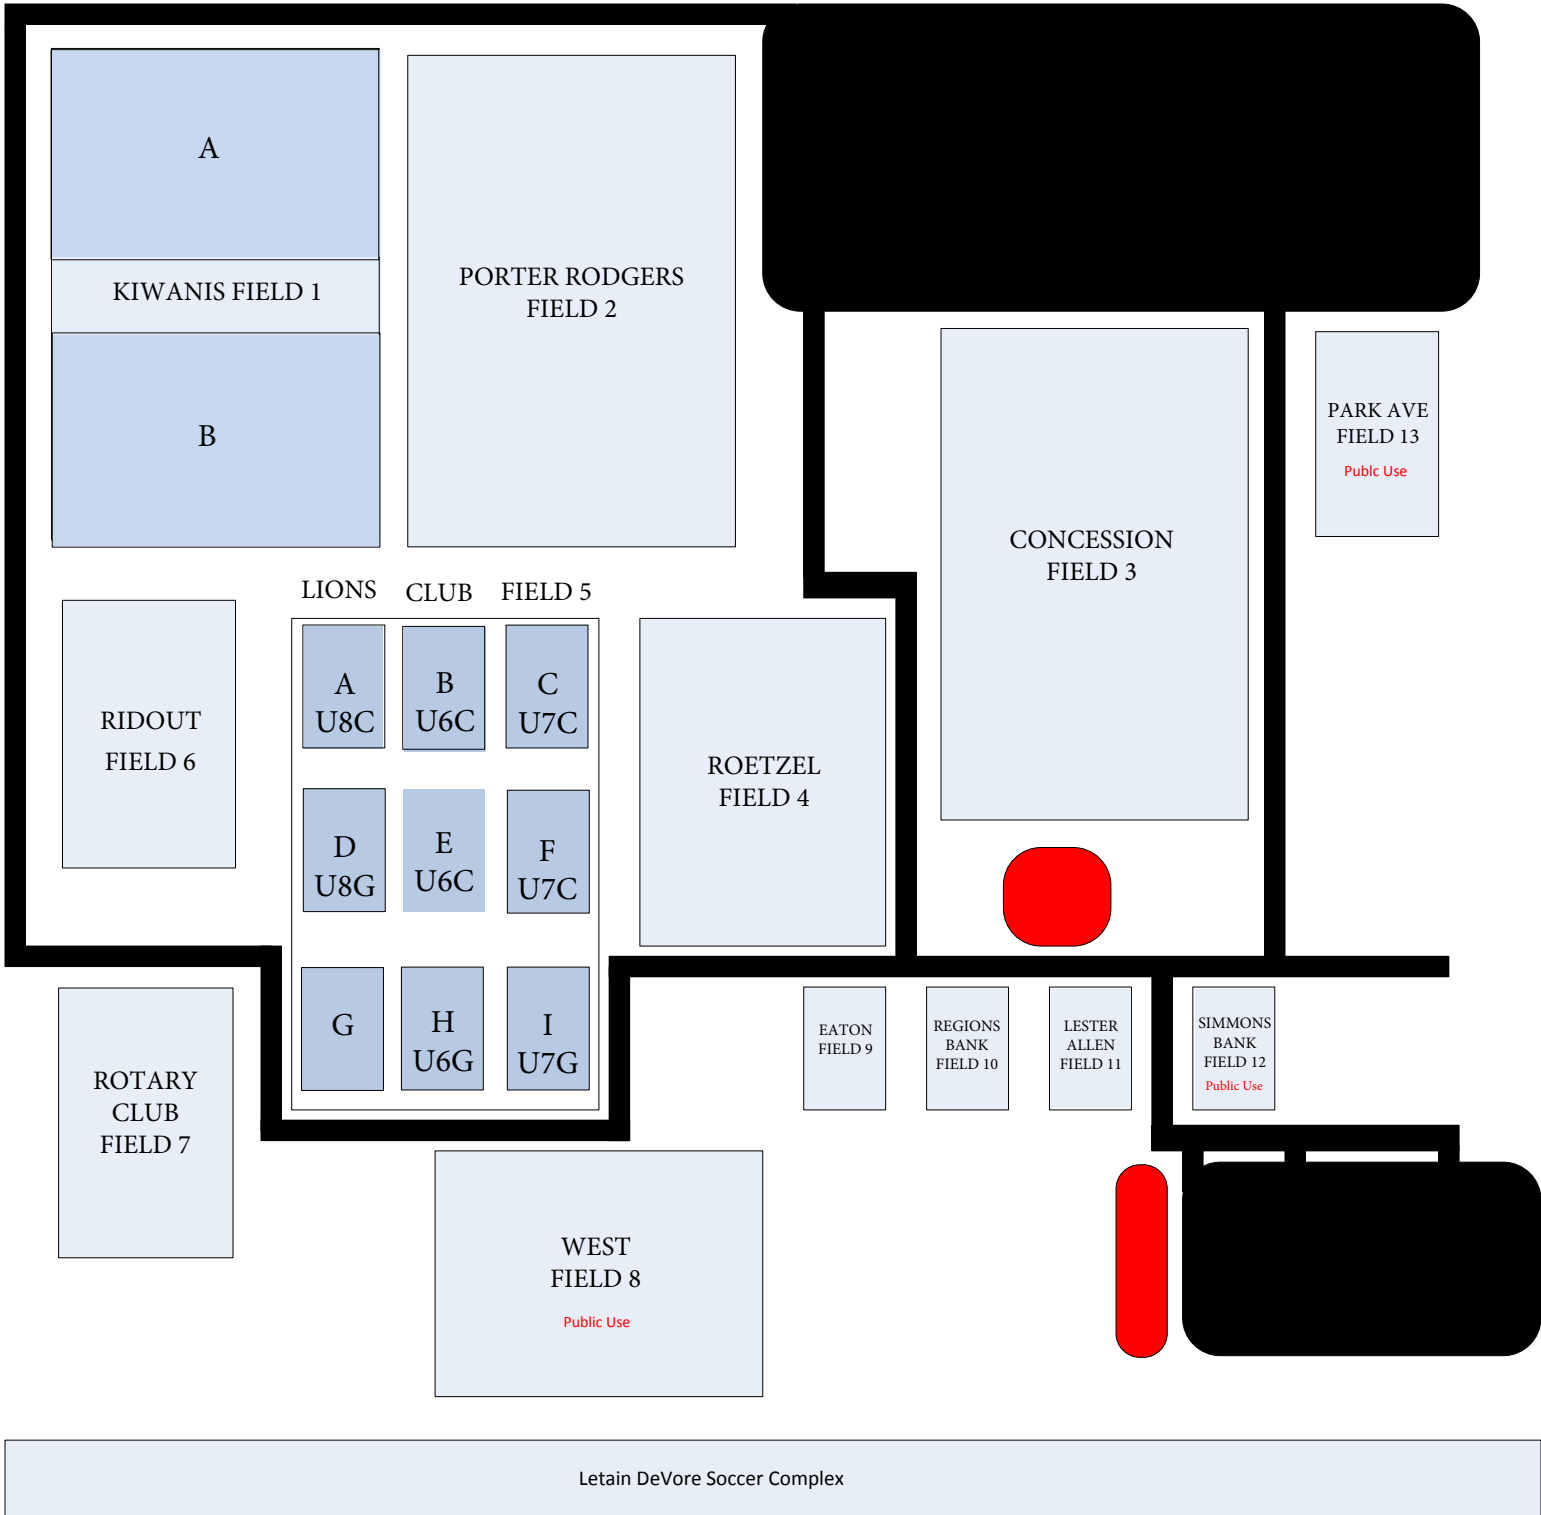 A
KIWANIS FIELD 1
B
PORTER RODGERS
FIELD 2
CONCESSION
FIELD 3
PARK AVE
FIELD 13
Publc Use
LIONS CLUB FIELD 5
A
U8C
B
U6C
C
U7C
D
U8G
E
U6C
F
U7C
G
H
U6G
I
U7G
RIDOUT
FIELD 6
ROETZEL
FIELD 4
ROTARY
CLUB
FIELD 7
EATON
FIELD 9
REGIONS
BANK
FIELD 10
LESTER
ALLEN
FIELD 11
SIMMONS
BANK
FIELD 12
Public Use
WEST
FIELD 8
Public Use
Letain DeVore Soccer Complex